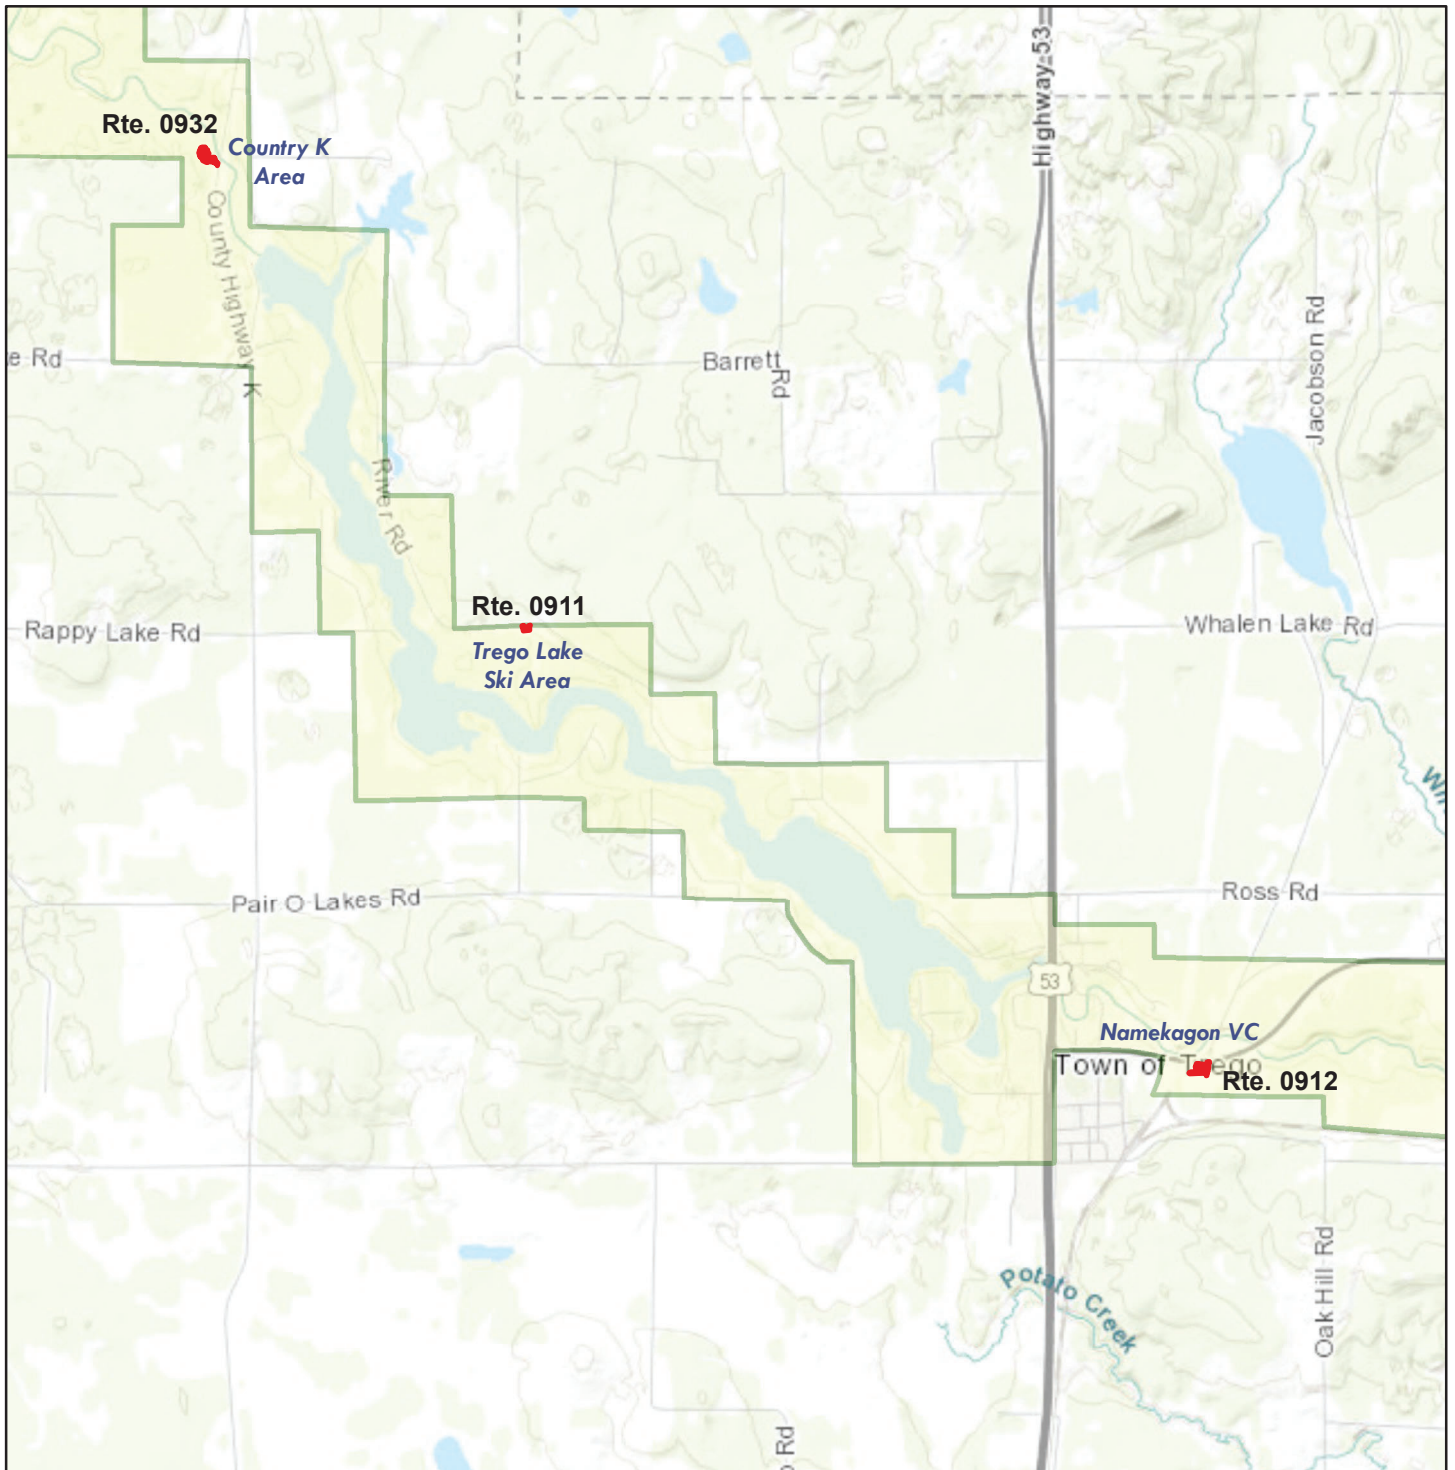 Highway 53
Rte. 0932
Country K
Area
County Highway K
Jacobson Rd
e Rd
Barrett
Rd
River Rd
Rte. 0911
Rappy Lake Rd
Whalen Lake Rd
Trego Lake
Ski Area
Pair O Lakes Rd
Ross Rd
53
Namekagon VC
Town of Trego
Rte. 0912
Potato Creek
Oak Hill Rd
Rd